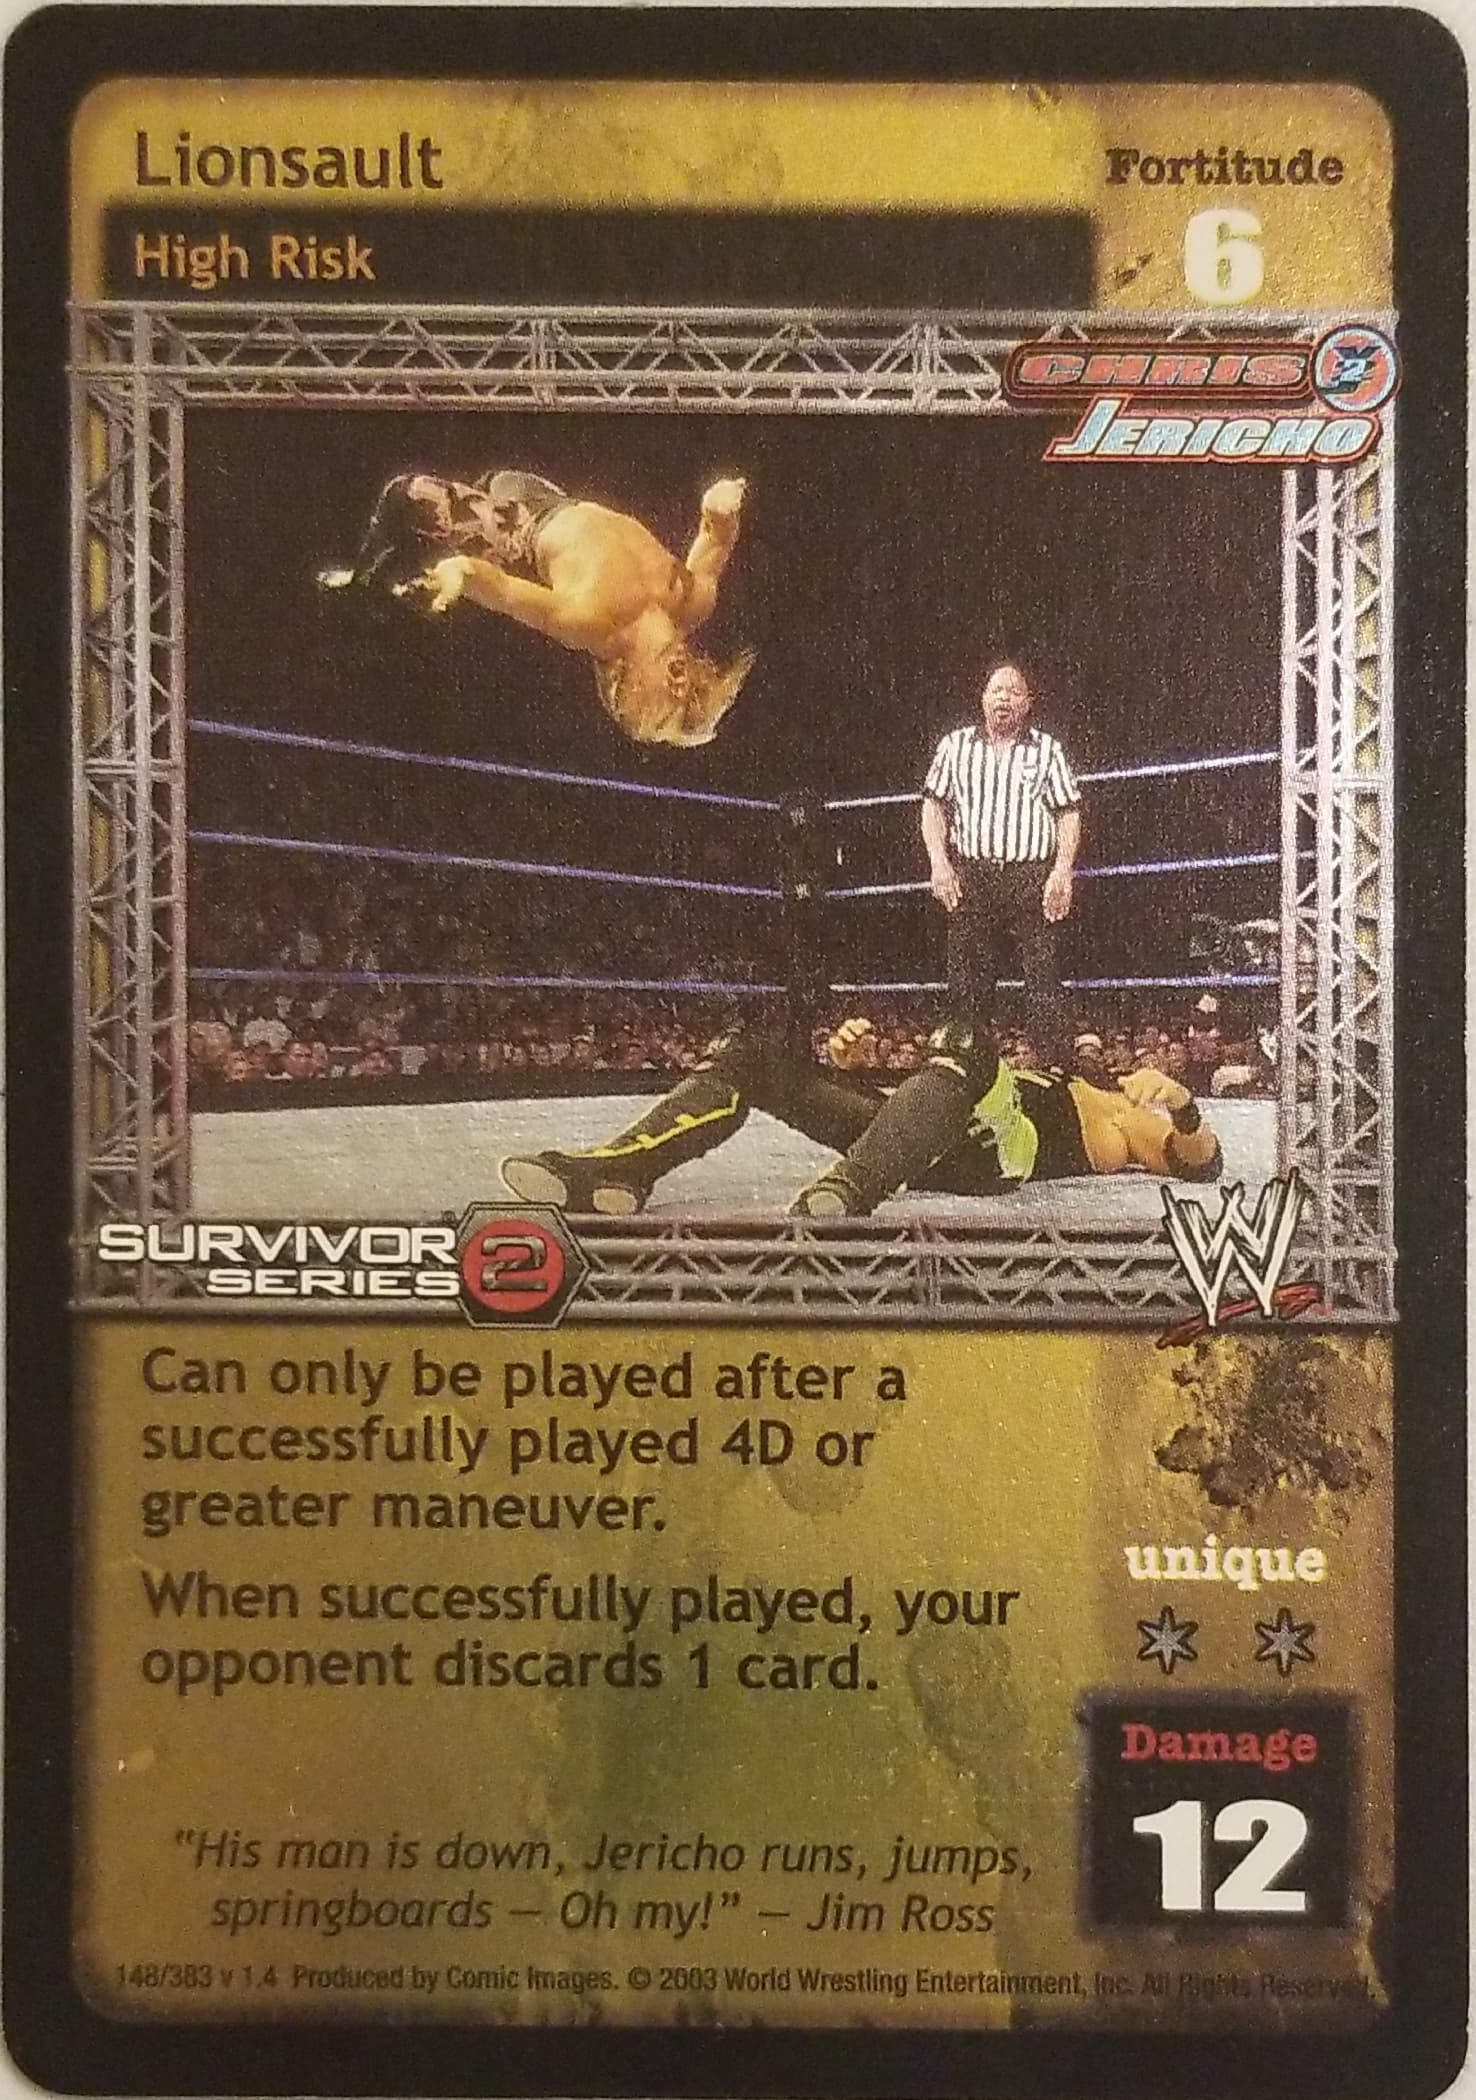 Lionsault
Fortitude
High Risk
6
CHRIS
Y2J
JERICHO
SURVIVOR
SERIES
2
W
Can only be played after a
successfully played 4D or
greater maneuver.
When successfully played, your
opponent discards 1 card.
unique
Damage
12
"His man is down, Jericho runs, jumps,
springboards – Oh my!" – Jim Ross
148/383 v 1.4 Produced by Comic Images. © 2003 World Wrestling Entertainment, Inc. All Rights Reserved.